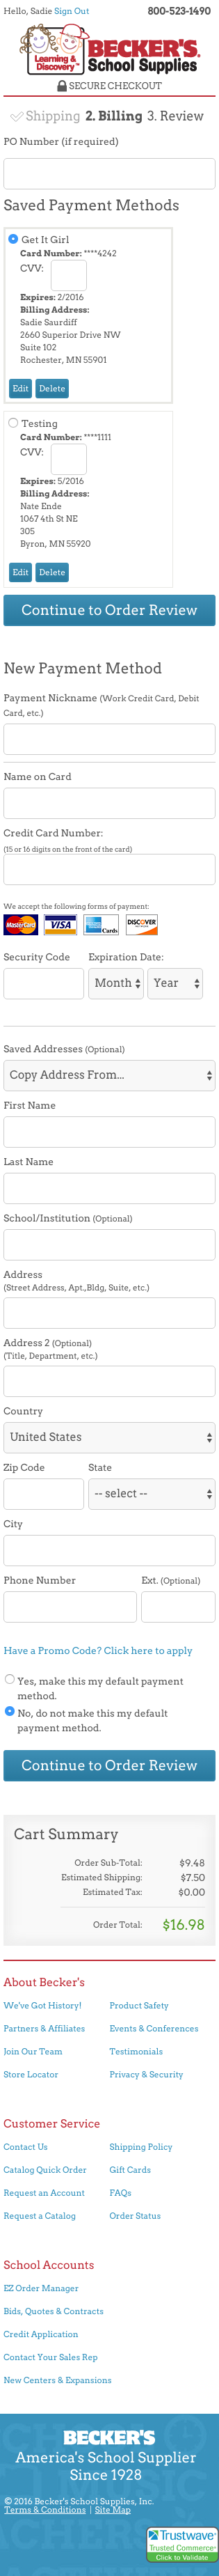 Hello, Sadie Sign Out 800-523-1490
Learning & Discovery
BECKER'S
SCHOOL SUPPLIES
SECURE CHECKOUT
Shipping 2. Billing 3. Review
PO Number (if required)
Saved Payment Methods
Get It Girl
Card Number: ****4242
CVV:
Expires: 2/2016
Billing Address:
Sadie Saurdiff
2660 Superior Drive NW
Suite 102
Rochester, MN 55901
Edit Delete
Testing
Card Number: ****1111
CVV:
Expires: 5/2016
Billing Address:
Nate Ende
1067 4th St NE
305
Byron, MN 55920
Edit Delete
Continue to Order Review
New Payment Method
Payment Nickname (Work Credit Card, Debit
Card, etc.)
Name on Card
Credit Card Number:
(15 or 16 digits on the front of the card)
We accept the following forms of payment:
MasterCard VISA Cards DISCOVER
Security Code Expiration Date:
Month Year
Saved Addresses (Optional)
Copy Address From...
First Name
Last Name
School/Institution (Optional)
Address
(Street Address, Apt.,Bldg, Suite, etc.)
Address 2 (Optional)
(Title, Department, etc.)
Country
United States
Zip Code State
-- select --
City
Phone Number Ext. (Optional)
Have a Promo Code? Click here to apply
Yes, make this my default payment
method.
No, do not make this my default
payment method.
Continue to Order Review
Cart Summary
Order Sub-Total: $9.48
Estimated Shipping: $7.50
Estimated Tax: $0.00
Order Total: $16.98
About Becker's
We've Got History! Product Safety
Partners & Affiliates Events & Conferences
Join Our Team Testimonials
Store Locator Privacy & Security
Customer Service
Contact Us Shipping Policy
Catalog Quick Order Gift Cards
Request an Account FAQs
Request a Catalog Order Status
School Accounts
EZ Order Manager
Bids, Quotes & Contracts
Credit Application
Contact Your Sales Rep
New Centers & Expansions
BECKER'S
America's School Supplier
Since 1928
© 2016 Becker's School Supplies, Inc.
Terms & Conditions | Site Map
Trustwave
Trusted Commerce
Click to Validate